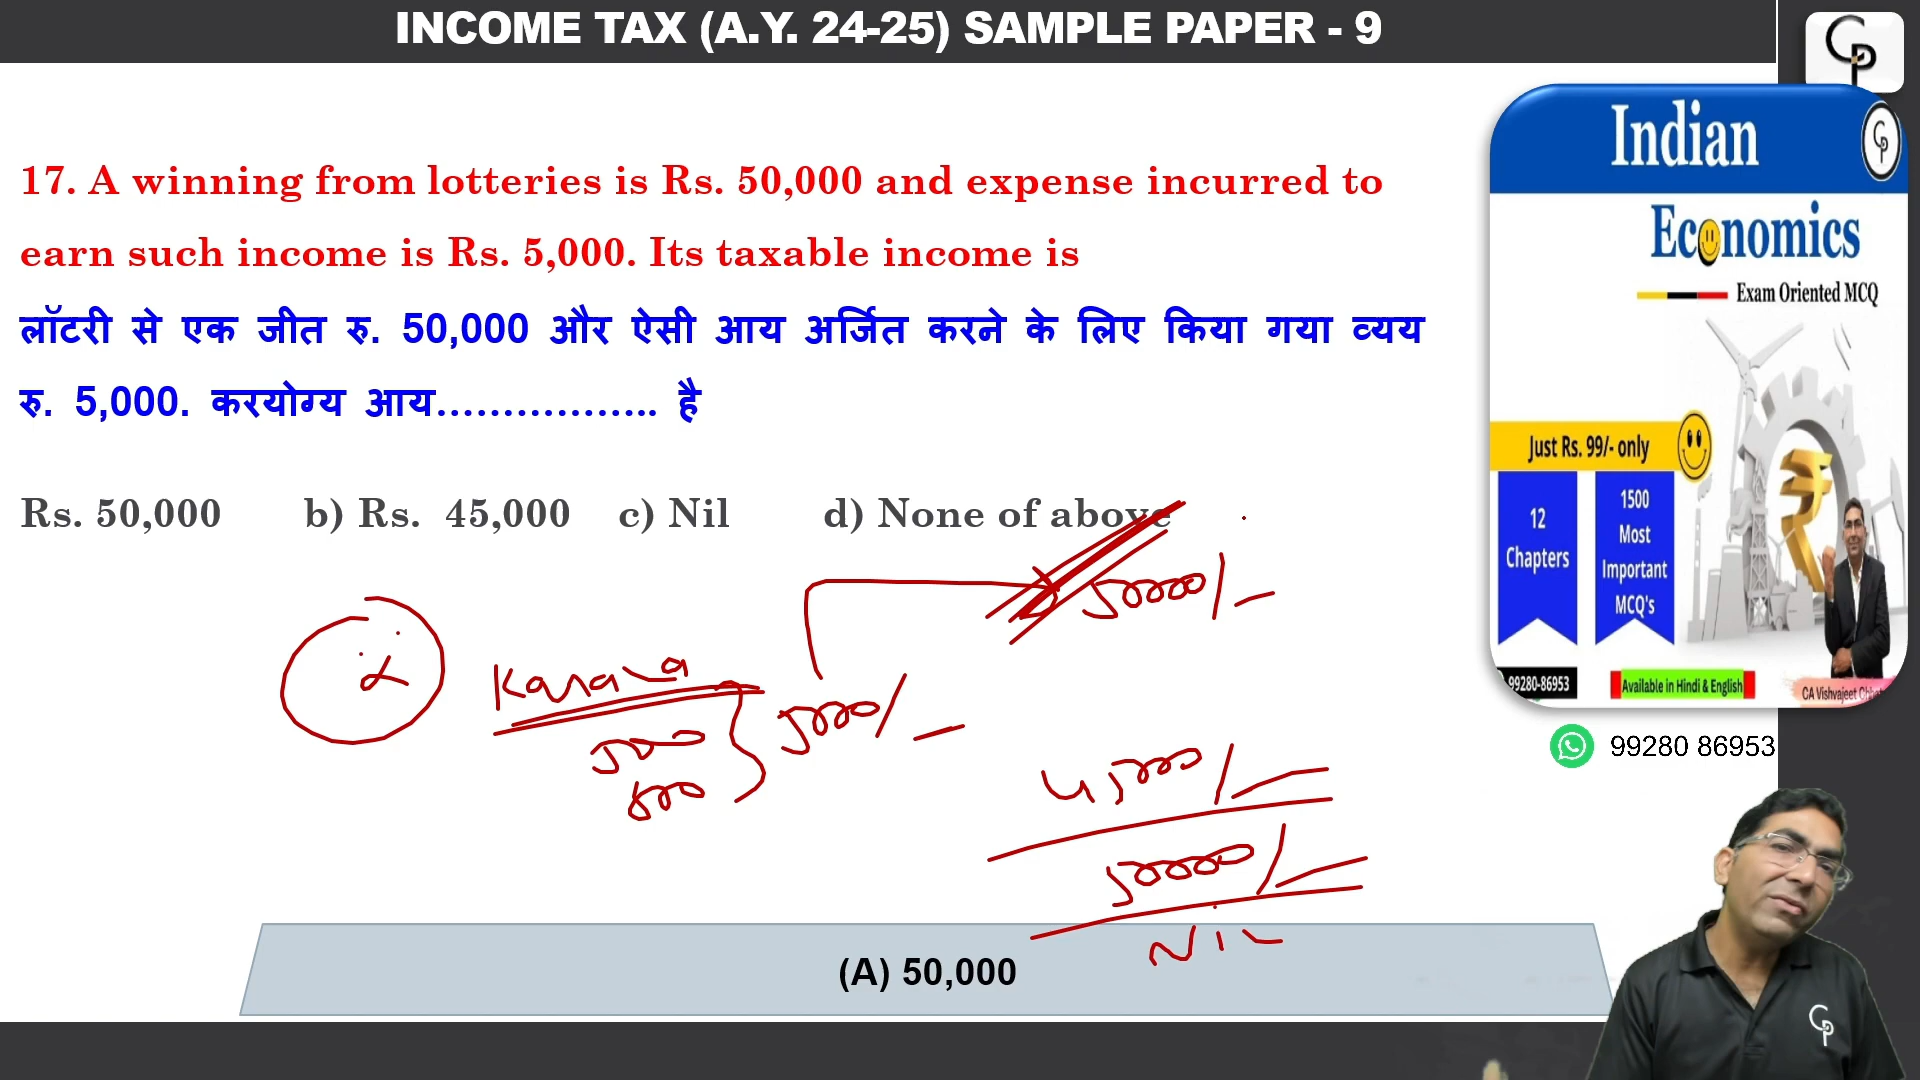 INCOME TAX (A.Y. 24-25) SAMPLE PAPER - 9
17. A winning from lotteries is Rs. 50,000 and expense incurred to
earn such income is Rs. 5,000. Its taxable income is
लॉटरी से एक जीत रु. 50,000 और ऐसी आय अर्जित करने के लिए किया गया व्यय
रु. 5,000. करयोग्य आय................. है
Rs. 50,000 b) Rs. 45,000 c) Nil d) None of above
50000/-
5000/-
500
500
50000/-
Nil
(A) 50,000
Indian
Economics
Exam Oriented MCQ
Just Rs. 99/- only
12
Chapters
1500
Most
Important
MCQ's
99280-86953
Available in Hindi & English
CA Vishvajeet
99280 86953